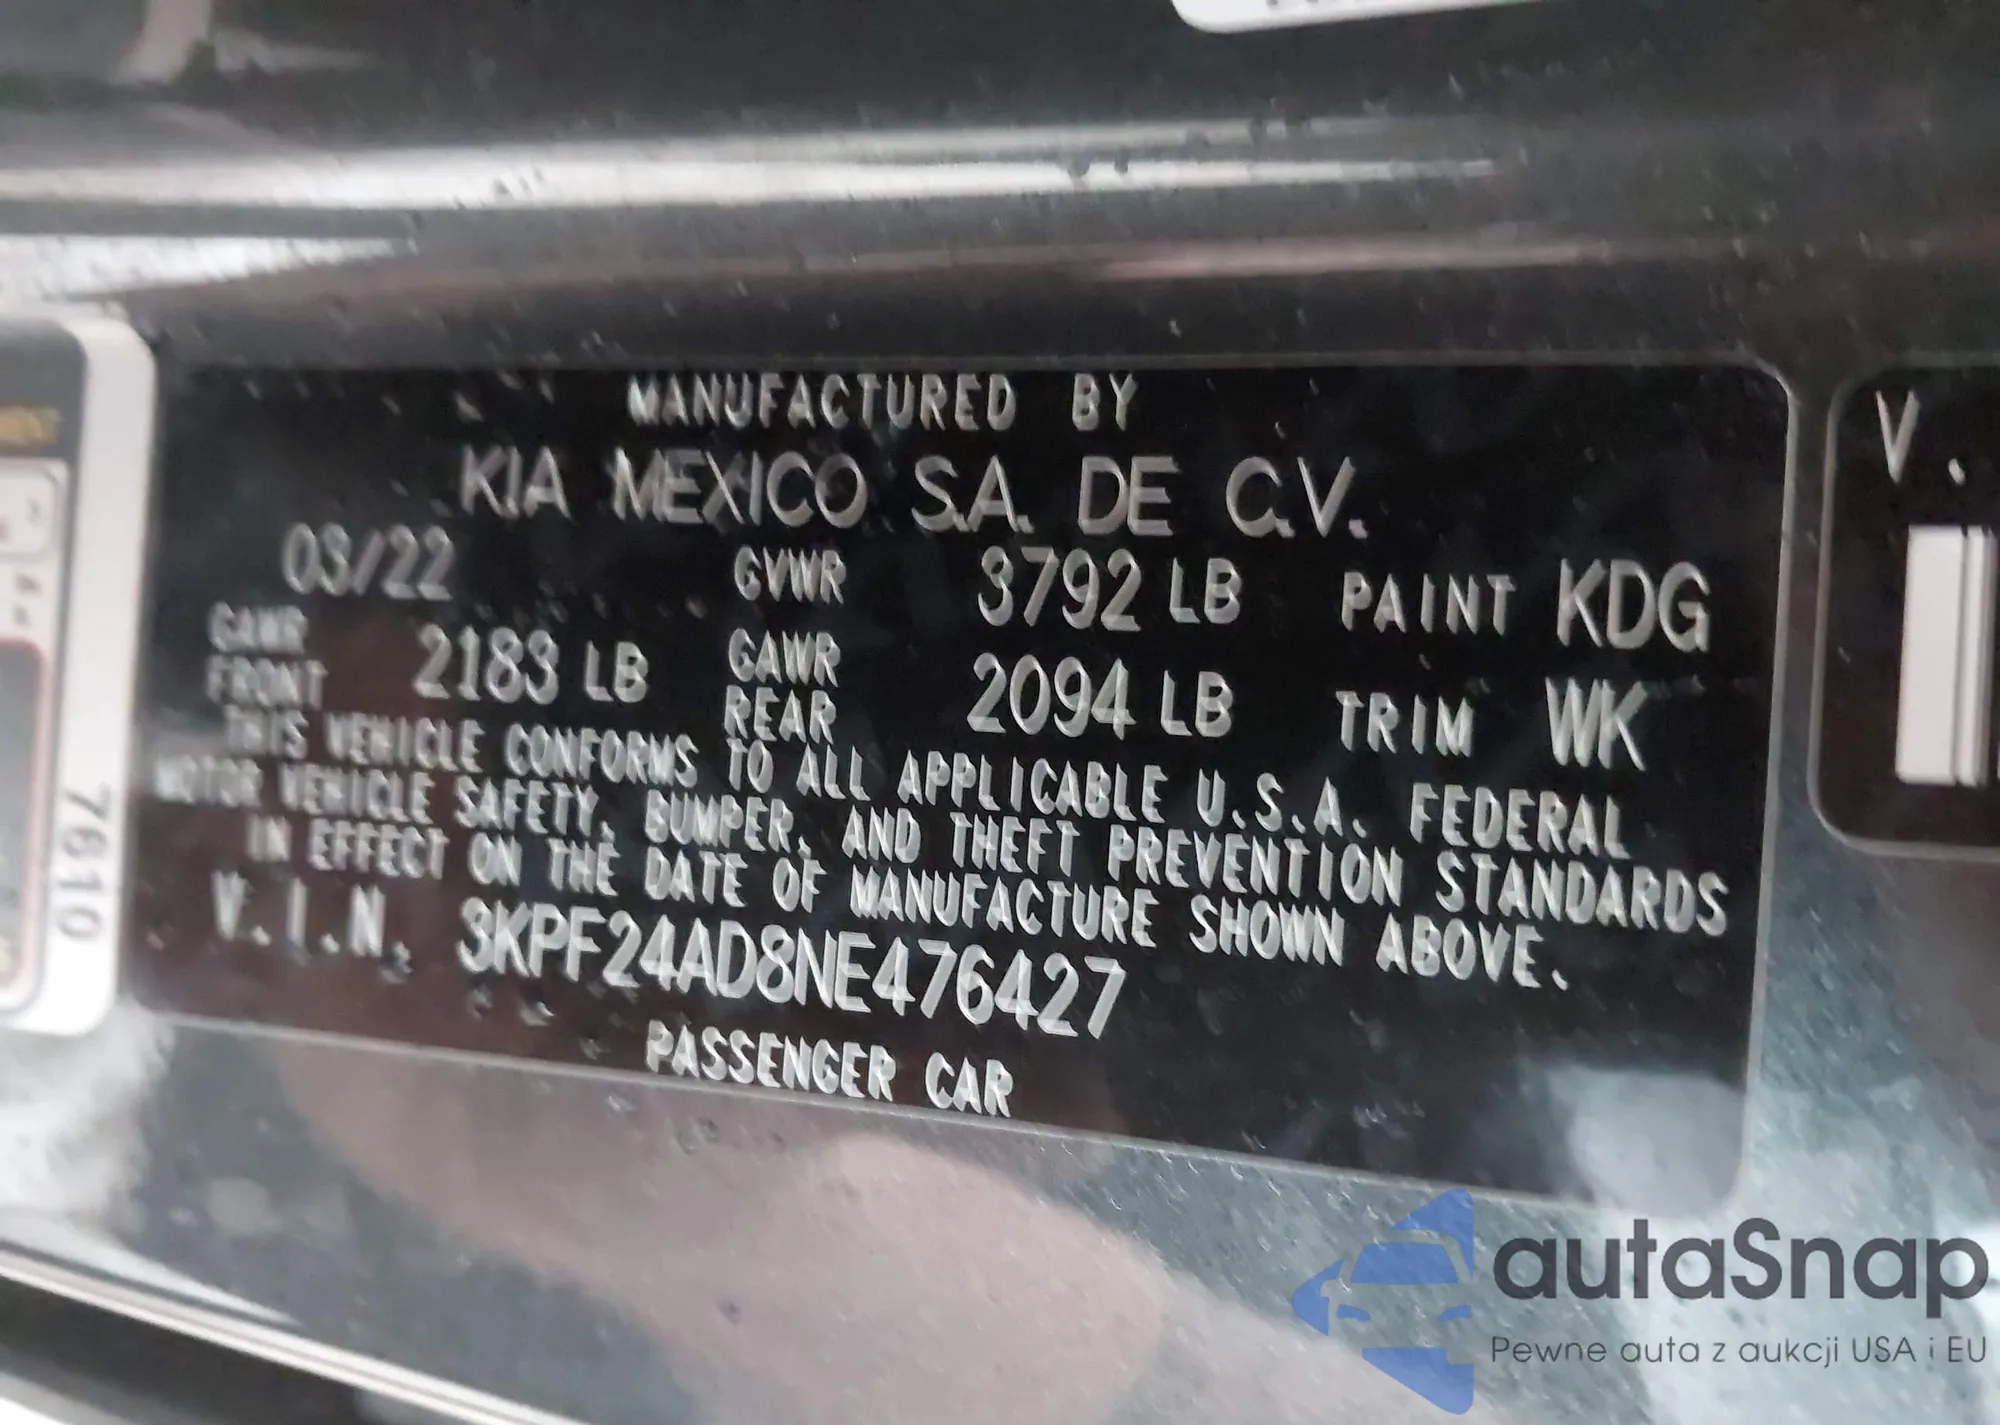 MANUFACTURED BY
KIA MEXICO S.A. DE C.V.
03/22 GVWR 3792 LB PAINT KDG
GAWR FRONT 2183 LB GAWR REAR 2094 LB TRIM WK
THIS VEHICLE CONFORMS TO ALL APPLICABLE U.S.A. FEDERAL
MOTOR VEHICLE SAFETY, BUMPER, AND THEFT PREVENTION STANDARDS
IN EFFECT ON THE DATE OF MANUFACTURE SHOWN ABOVE.
V.I.N. 3KPF24AD8NE476427
PASSENGER CAR
7610
V.
autaSnap
Pewne auta z aukcji USA i EU